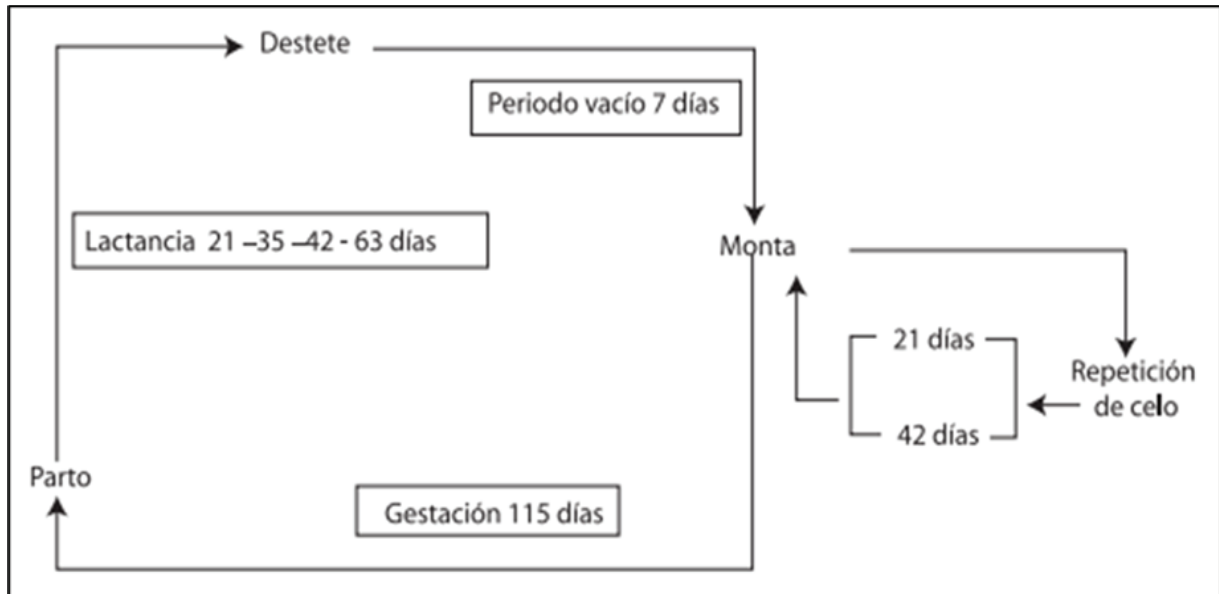 Destete
Periodo vacío 7 días
Lactancia 21 –35 –42 - 63 días
Monta
21 días
Repetición
de celo
42 días
Parto
Gestación 115 días